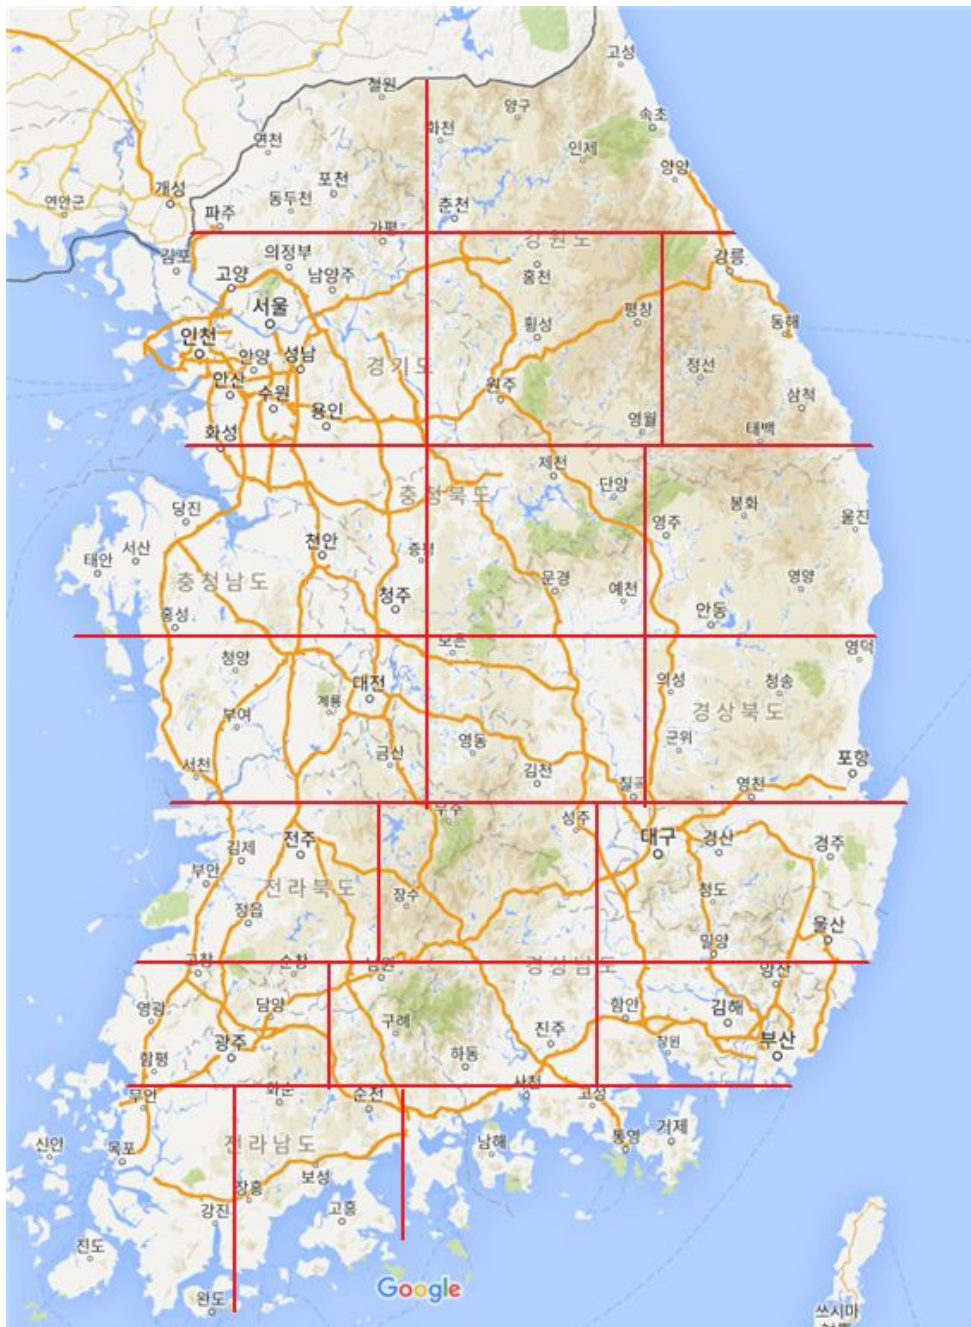 고성
철원
양구
속초
화천
연천
인제
양양
포천
개성
동두천
연안군
춘천
파주
가평
강원도
의정부
김포
강릉
고양
남양주
홍천
서울
평창
동해
인천
횡성
안양
성남
경기도
정선
안산
원주
수원
삼척
용인
영월
화성
태백
제천
단양
충청북도
봉화
당진
울진
영주
천안
서산
증평
태안
충청남도
문경
영양
예천
청주
안동
홍성
보은
영덕
청양
의성
청송
대전
계룡
경상북도
부여
군위
영동
금산
포항
서천
김천
칠곡
영천
무주
성주
전주
대구
경산
경주
김제
부안
전라북도
장수
청도
정읍
울산
밀양
고창
순창
남원
경상남도
양산
영광
담양
함안
김해
구례
진주
광주
부산
창원
함평
하동
사천
화순
순천
고성
무안
거제
통영
신안
전라남도
남해
목포
보성
장흥
강진
고흥
진도
Google
완도
쓰시마